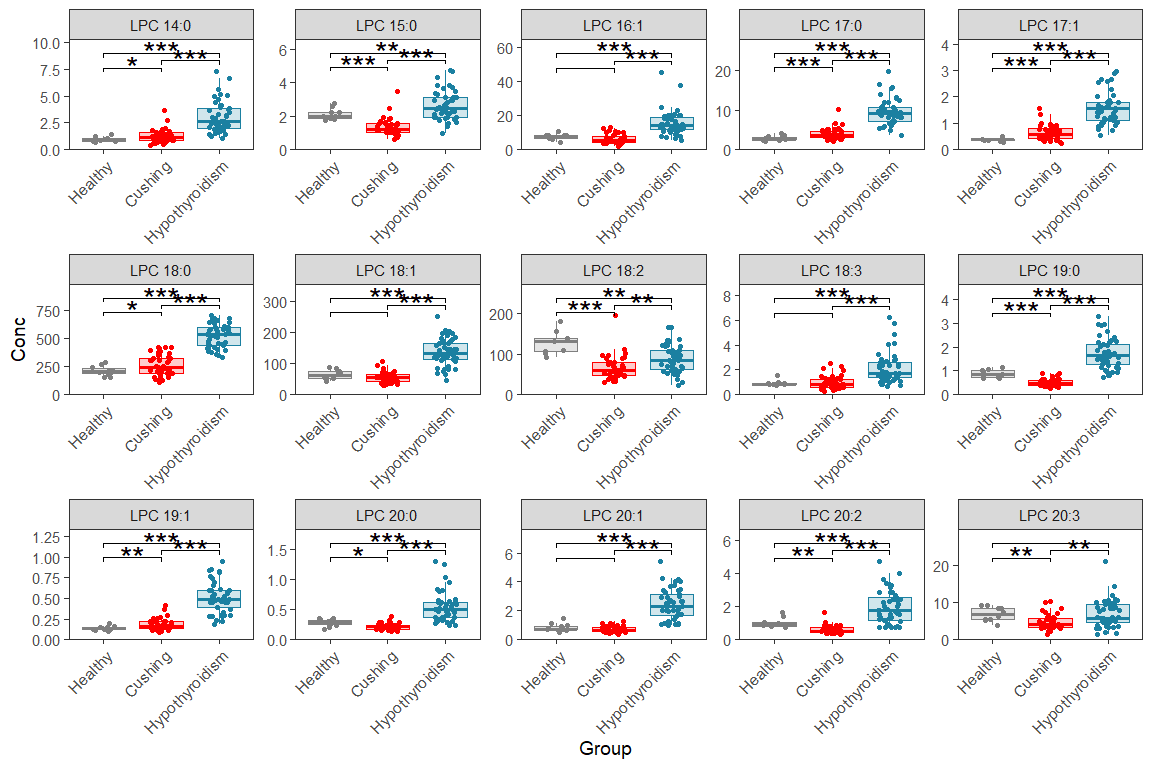 LPC 14:0 LPC 15:0 LPC 16:1 LPC 17:0 LPC 17:1
10.0 7.5 5.0 2.5 0.0
*** * ***
6 4 2 0
** *** ***
60 40 20 0
*** ***
20 10 0
*** *** ***
4 3 2 1 0
*** *** ***
Healthy Cushing Hypothyroidism Healthy Cushing Hypothyroidism Healthy Cushing Hypothyroidism Healthy Cushing Hypothyroidism Healthy Cushing Hypothyroidism
Conc
LPC 18:0 LPC 18:1 LPC 18:2 LPC 18:3 LPC 19:0
750 500 250 0
*** * ***
300 200 100 0
*** ***
200 100 0
** *** **
8 6 4 2 0
*** ***
4 3 2 1 0
*** *** ***
Healthy Cushing Hypothyroidism Healthy Cushing Hypothyroidism Healthy Cushing Hypothyroidism Healthy Cushing Hypothyroidism Healthy Cushing Hypothyroidism
LPC 19:1 LPC 20:0 LPC 20:1 LPC 20:2 LPC 20:3
1.25 1.00 0.75 0.50 0.25 0.00
*** ** ***
1.5 1.0 0.5 0.0
*** * ***
6 4 2 0
*** ***
6 4 2 0
*** ** ***
20 10 0
** **
Healthy Cushing Hypothyroidism Healthy Cushing Hypothyroidism Healthy Cushing Hypothyroidism Healthy Cushing Hypothyroidism Healthy Cushing Hypothyroidism
Group